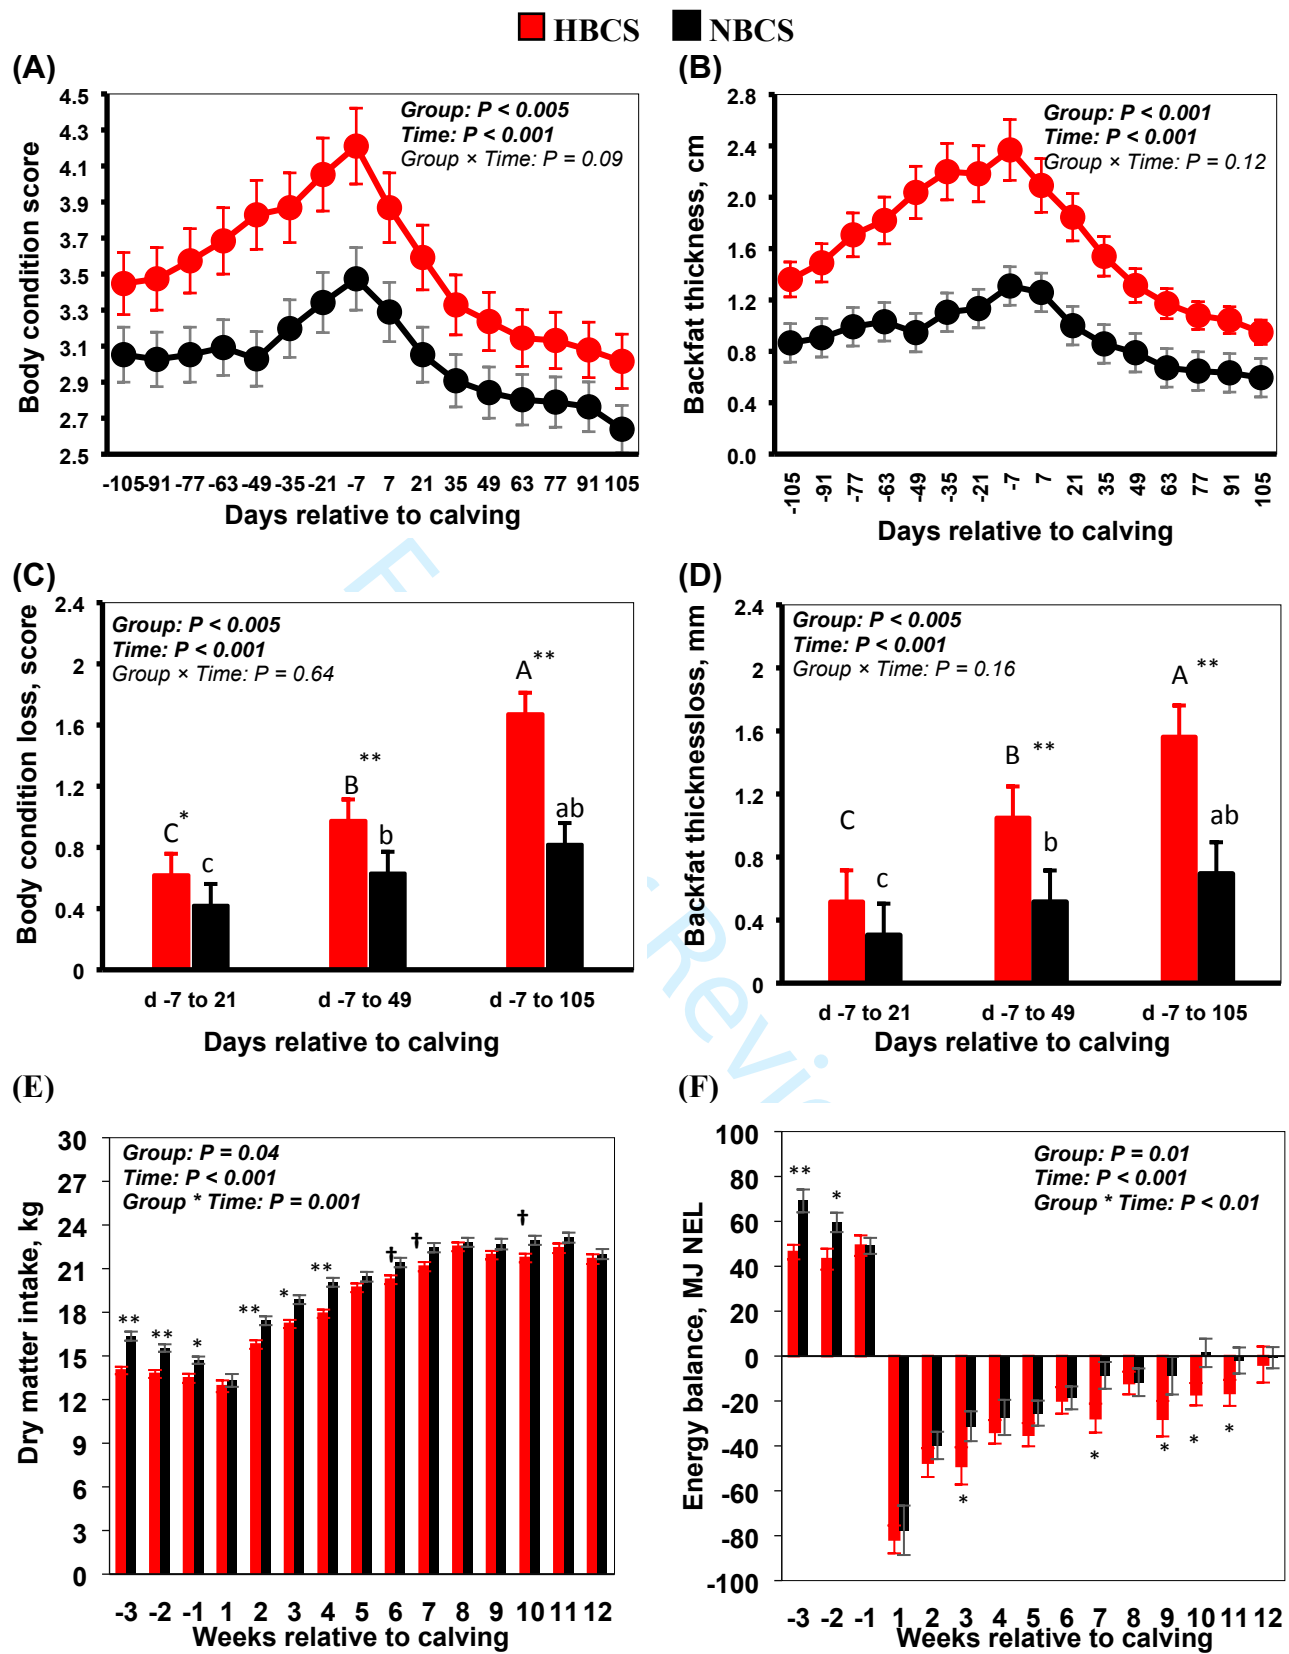 HBCS NBCS
(A)
Body condition score
4.5
4.3
4.1
3.9
3.7
3.5
3.3
3.1
2.9
2.7
2.5
Group: P < 0.005
Time: P < 0.001
Group × Time: P = 0.09
-105 -91 -77 -63 -49 -35 -21 -7 7 21 35 49 63 77 91 105
Days relative to calving
(B)
Backfat thickness, cm
2.8
2.4
2.0
1.6
1.2
0.8
0.4
0.0
Group: P < 0.001
Time: P < 0.001
Group × Time: P = 0.12
-105 -91 -77 -63 -49 -35 -21 -7 7 21 35 49 63 77 91 105
Days relative to calving
(C)
Body condition loss, score
2.4
2
1.6
1.2
0.8
0.4
0
Group: P < 0.005
Time: P < 0.001
Group × Time: P = 0.64
C* c B ** b A ** ab
d -7 to 21 d -7 to 49 d -7 to 105
Days relative to calving
(D)
Backfat thicknessloss, mm
2.4
2
1.6
1.2
0.8
0.4
0
Group: P < 0.005
Time: P < 0.001
Group × Time: P = 0.16
C c B ** b A ** ab
d -7 to 21 d -7 to 49 d -7 to 105
Days relative to calving
(E)
Dry matter intake, kg
30
27
24
21
18
15
12
9
6
3
0
Group: P = 0.04
Time: P < 0.001
Group * Time: P = 0.001
** ** * ** * ** † † †
-3 -2 -1 1 2 3 4 5 6 7 8 9 10 11 12
Weeks relative to calving
(F)
Energy balance, MJ NEL
100
80
60
40
20
0
-20
-40
-60
-80
-100
Group: P = 0.01
Time: P < 0.001
Group * Time: P < 0.01
** * * * * * *
-3 -2 -1 1 2 3 4 5 6 7 8 9 10 11 12
Weeks relative to calving